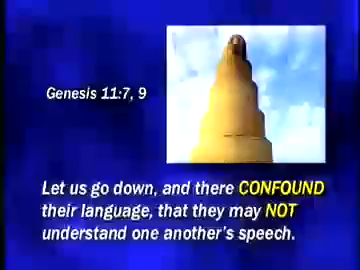 Genesis 11:7, 9
Let us go down, and there CONFOUND
their language, that they may NOT
understand one another's speech.